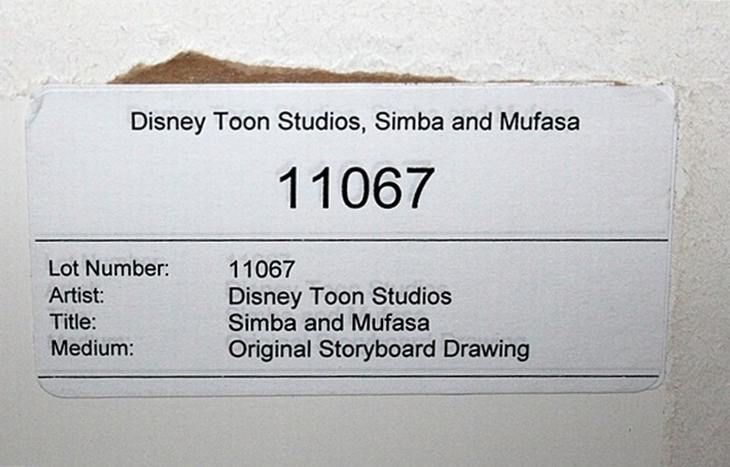 Disney Toon Studios, Simba and Mufasa
11067
Lot Number: 11067
Artist: Disney Toon Studios
Title: Simba and Mufasa
Medium: Original Storyboard Drawing